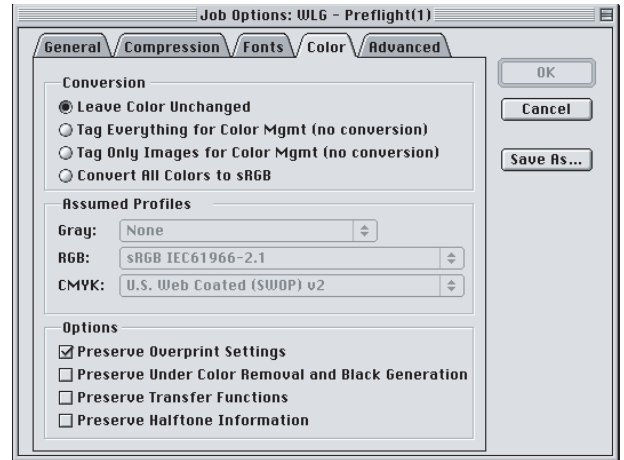 Job Options: WLG - Preflight(1)
General Compression Fonts Color Advanced
OK
Cancel
Save As...
Conversion
Leave Color Unchanged
Tag Everything for Color Mgmt (no conversion)
Tag Only Images for Color Mgmt (no conversion)
Convert All Colors to sRGB
Assumed Profiles
Gray: None
RGB: sRGB IEC61966-2.1
CMYK: U.S. Web Coated (SWOP) v2
Options
Preserve Overprint Settings
Preserve Under Color Removal and Black Generation
Preserve Transfer Functions
Preserve Halftone Information